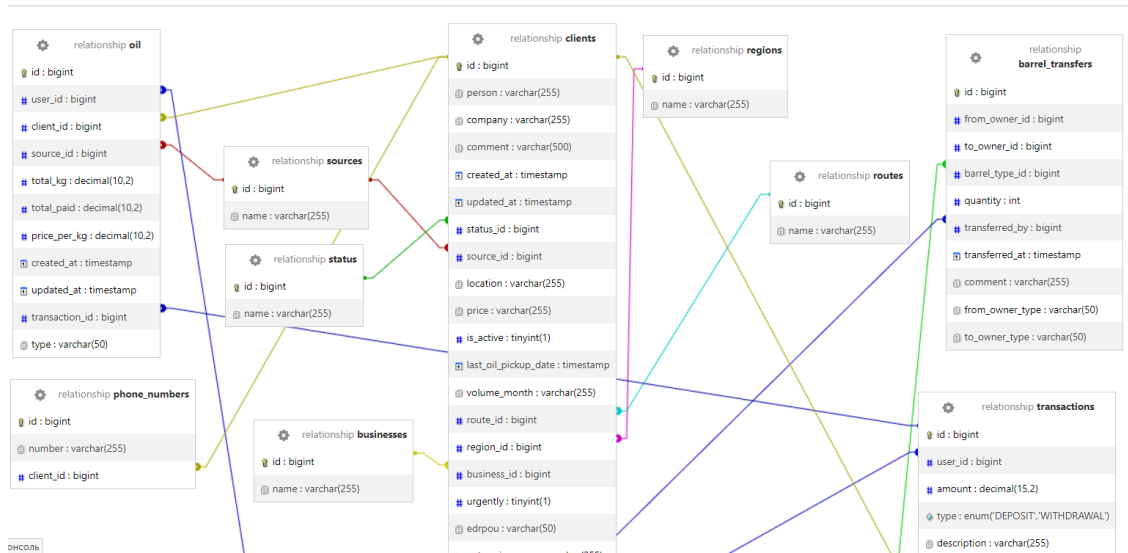 relationship oil
id : bigint
user_id : bigint
client_id : bigint
source_id : bigint
total_kg : decimal(10,2)
total_paid : decimal(10,2)
price_per_kg : decimal(10,2)
created_at : timestamp
updated_at : timestamp
transaction_id : bigint
type : varchar(50)
relationship phone_numbers
id : bigint
number : varchar(255)
client_id : bigint
relationship sources
id : bigint
name : varchar(255)
relationship status
id : bigint
name : varchar(255)
relationship businesses
id : bigint
name : varchar(255)
relationship clients
id : bigint
person : varchar(255)
company : varchar(255)
comment : varchar(500)
created_at : timestamp
updated_at : timestamp
status_id : bigint
source_id : bigint
location : varchar(255)
price : varchar(255)
is_active : tinyint(1)
last_oil_pickup_date : timestamp
volume_month : varchar(255)
route_id : bigint
region_id : bigint
business_id : bigint
urgently : tinyint(1)
edrpou : varchar(50)
relationship regions
id : bigint
name : varchar(255)
relationship routes
id : bigint
name : varchar(255)
relationship
barrel_transfers
id : bigint
from_owner_id : bigint
to_owner_id : bigint
barrel_type_id : bigint
quantity : int
transferred_by : bigint
transferred_at : timestamp
comment : varchar(255)
from_owner_type : varchar(50)
to_owner_type : varchar(50)
relationship transactions
id : bigint
user_id : bigint
amount : decimal(15,2)
type : enum('DEPOSIT','WITHDRAWAL')
description : varchar(255)
онсоль